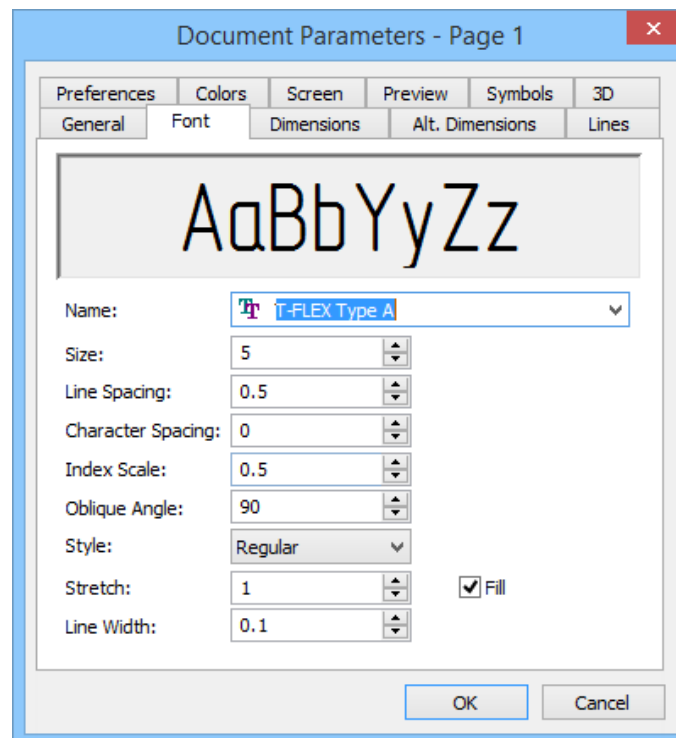 Document Parameters - Page 1
Preferences Colors Screen Preview Symbols 3D
General Font Dimensions Alt. Dimensions Lines
AaBbYyZz
Name: T-FLEX Type A
Size: 5
Line Spacing: 0.5
Character Spacing: 0
Index Scale: 0.5
Oblique Angle: 90
Style: Regular
Stretch: 1 Fill
Line Width: 0.1
OK Cancel